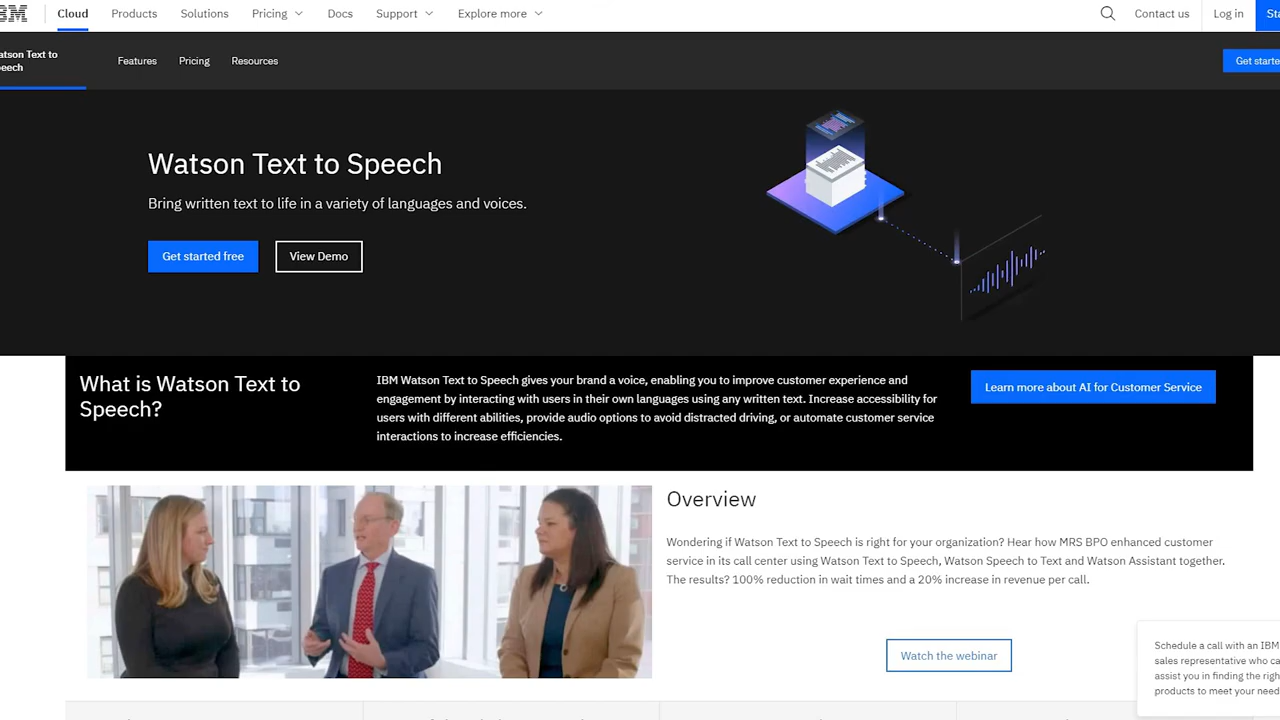 IBM
Cloud
Products
Solutions
Pricing
Docs
Support
Explore more
Contact us
Log in
Text to
Features
Pricing
Resources
Get
Watson Text to Speech
Bring written text to life in a variety of languages and voices.
Get started free
View Demo
What is Watson Text to
Speech?
IBM Watson Text to Speech gives your brand a voice, enabling you to improve customer experience and
engagement by interacting with users in their own languages using any written text. Increase accessibility for
users with different abilities, provide audio options to avoid distracted driving, or automate customer service
interactions to increase efficiencies.
Learn more about AI for Customer Service
Overview
Wondering if Watson Text to Speech is right for your organization? Hear how MRS BPO enhanced customer
service in its call center using Watson Text to Speech, Watson Speech to Text and Watson Assistant together.
The results? 100% reduction in wait times and a 20% increase in revenue per call.
Watch the webinar
Schedule a call with an IBM
sales representative who
assist you in finding the
products to meet your